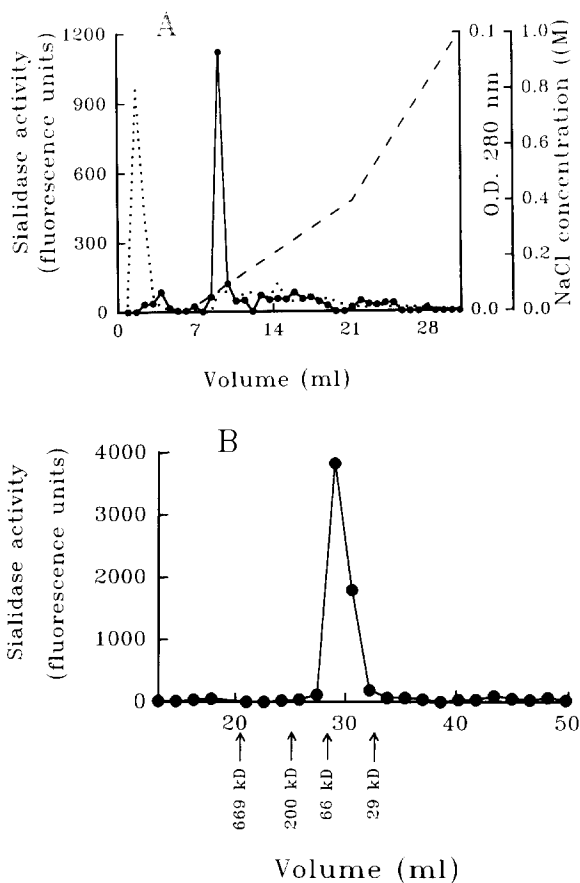 A
Sialidase activity
(fluorescence units)
1200
900
600
300
0
0 7 14 21 28
Volume (ml)
0.1
0.0
O.D. 280 nm
1.0
0.8
0.6
0.4
0.2
0.0
NaCl concentration ((M)
B
Sialidase activity
(fluorescence units)
4000
3000
2000
1000
0
20 30 40 50
669 kD
200 kD
66 kD
29 kD
Volume (ml)